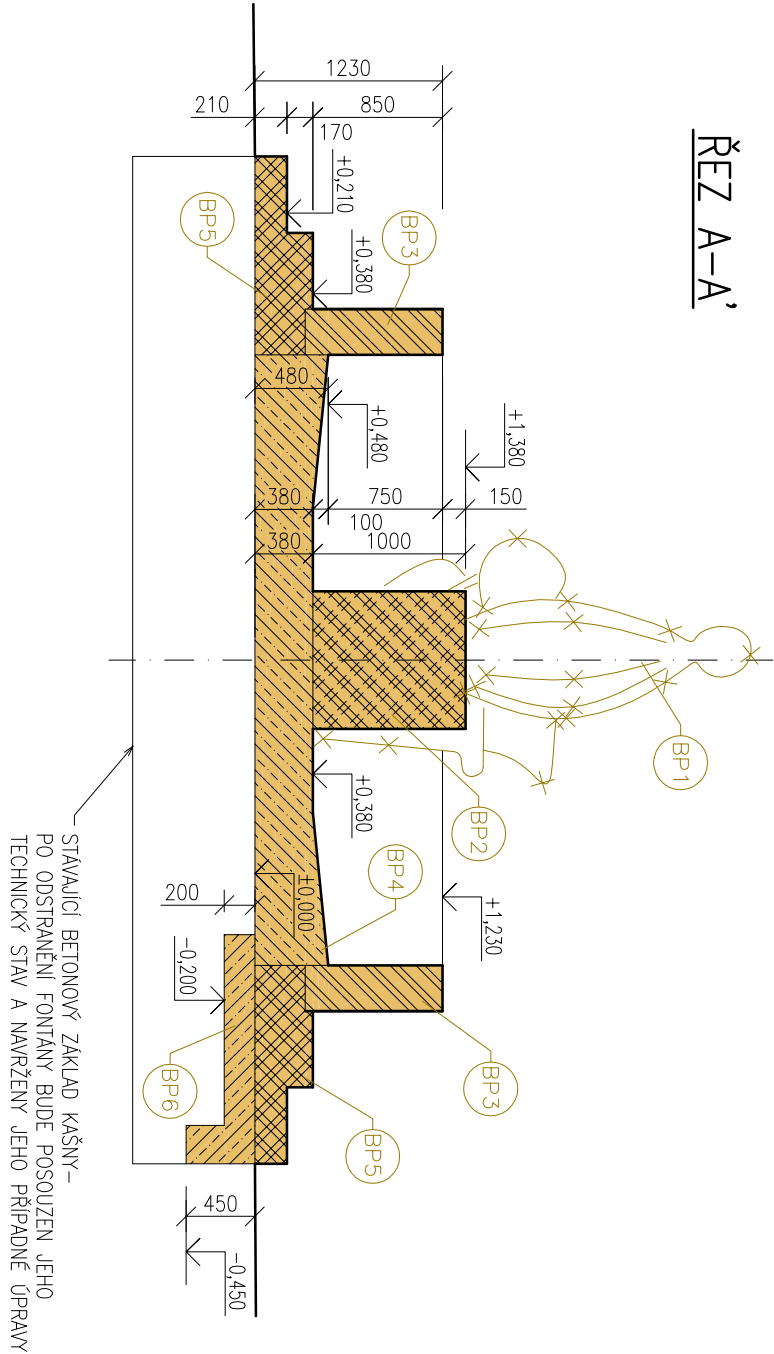 ŘEZ A-A'
1230
210
850
170
+0,210
+0,380
BP3
BP5
480
+0,480
+1,380
380
750
150
100
380
1000
BP1
BP2
+0,380
BP4
+0,000
+1,230
200
-0,200
BP6
BP3
BP5
450
-0,450
STÁVAJÍCÍ BETONOVÝ ZÁKLAD KAŠNY-
PO ODSTRANĚNÍ FONTÁNY BUDE POSOUZEN JEHO
TECHNICKÝ STAV A NAVRŽENY JEHO PŘÍPADNÉ ÚPRAVY